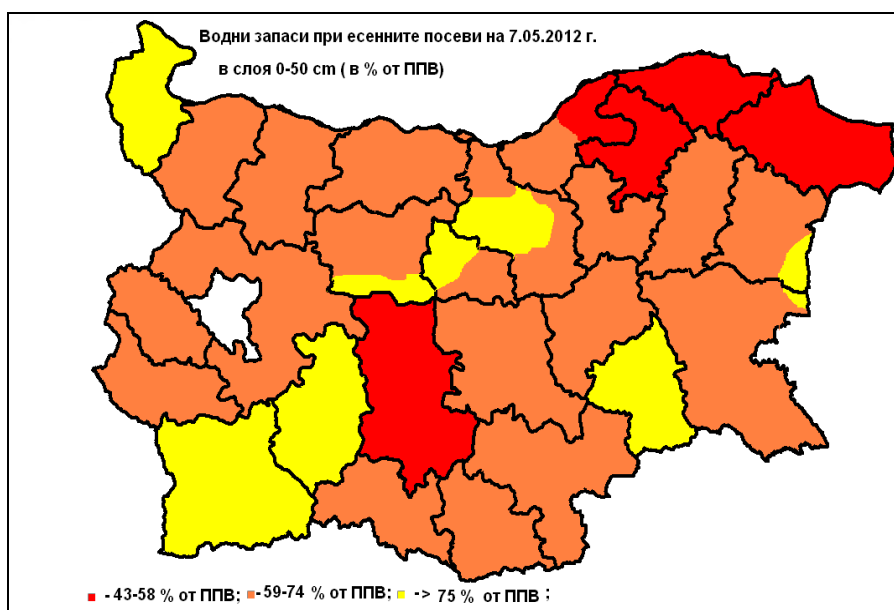 Водни запаси при есенните посеви на 7.05.2012 г.
в слоя 0-50 cm ( в % от ППВ)
- 43-58 % от ППВ; - 59-74 % от ППВ; -> 75 % от ППВ ;